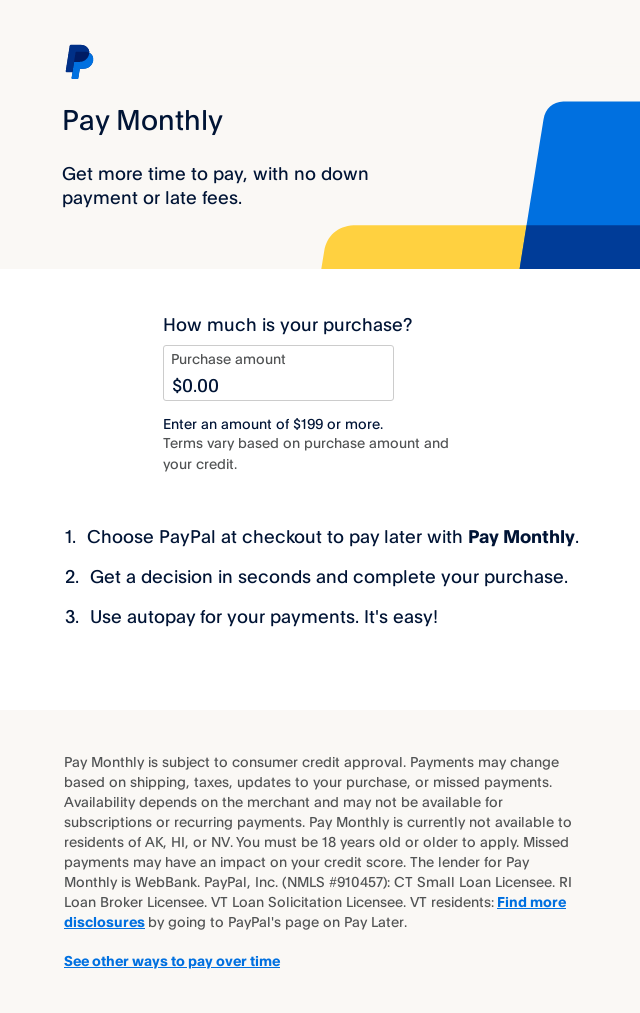 Pay Monthly
Get more time to pay, with no down
payment or late fees.
How much is your purchase?
Purchase amount
$0.00
Enter an amount of $199 or more.
Terms vary based on purchase amount and
your credit.
1. Choose PayPal at checkout to pay later with Pay Monthly.
2. Get a decision in seconds and complete your purchase.
3. Use autopay for your payments. It's easy!
Pay Monthly is subject to consumer credit approval. Payments may change
based on shipping, taxes, updates to your purchase, or missed payments.
Availability depends on the merchant and may not be available for
subscriptions or recurring payments. Pay Monthly is currently not available to
residents of AK, HI, or NV. You must be 18 years old or older to apply. Missed
payments may have an impact on your credit score. The lender for Pay
Monthly is WebBank. PayPal, Inc. (NMLS #910457): CT Small Loan Licensee. RI
Loan Broker Licensee. VT Loan Solicitation Licensee. VT residents: Find more
disclosures by going to PayPal's page on Pay Later.
See other ways to pay over time